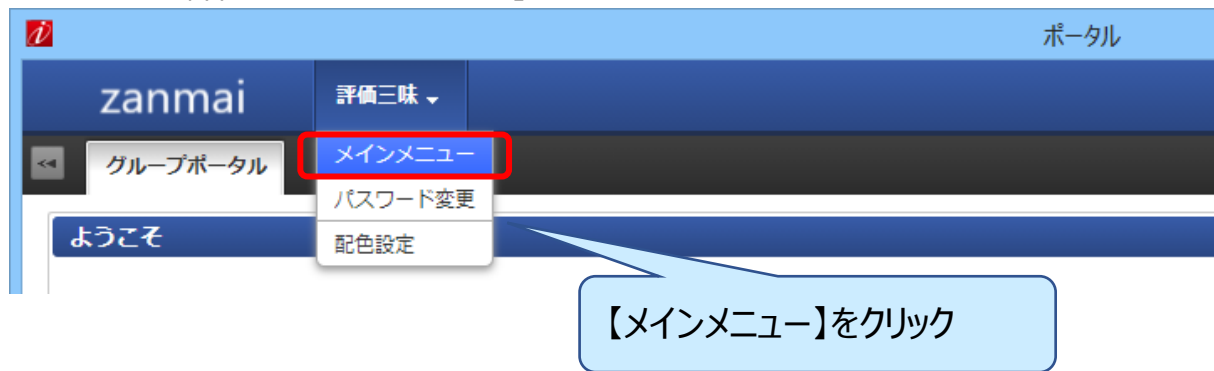 ポータル
zanmai
評価三昧
グループポータル
メインメニュー
パスワード変更
ようこそ
配色設定
【メインメニュー】をクリック